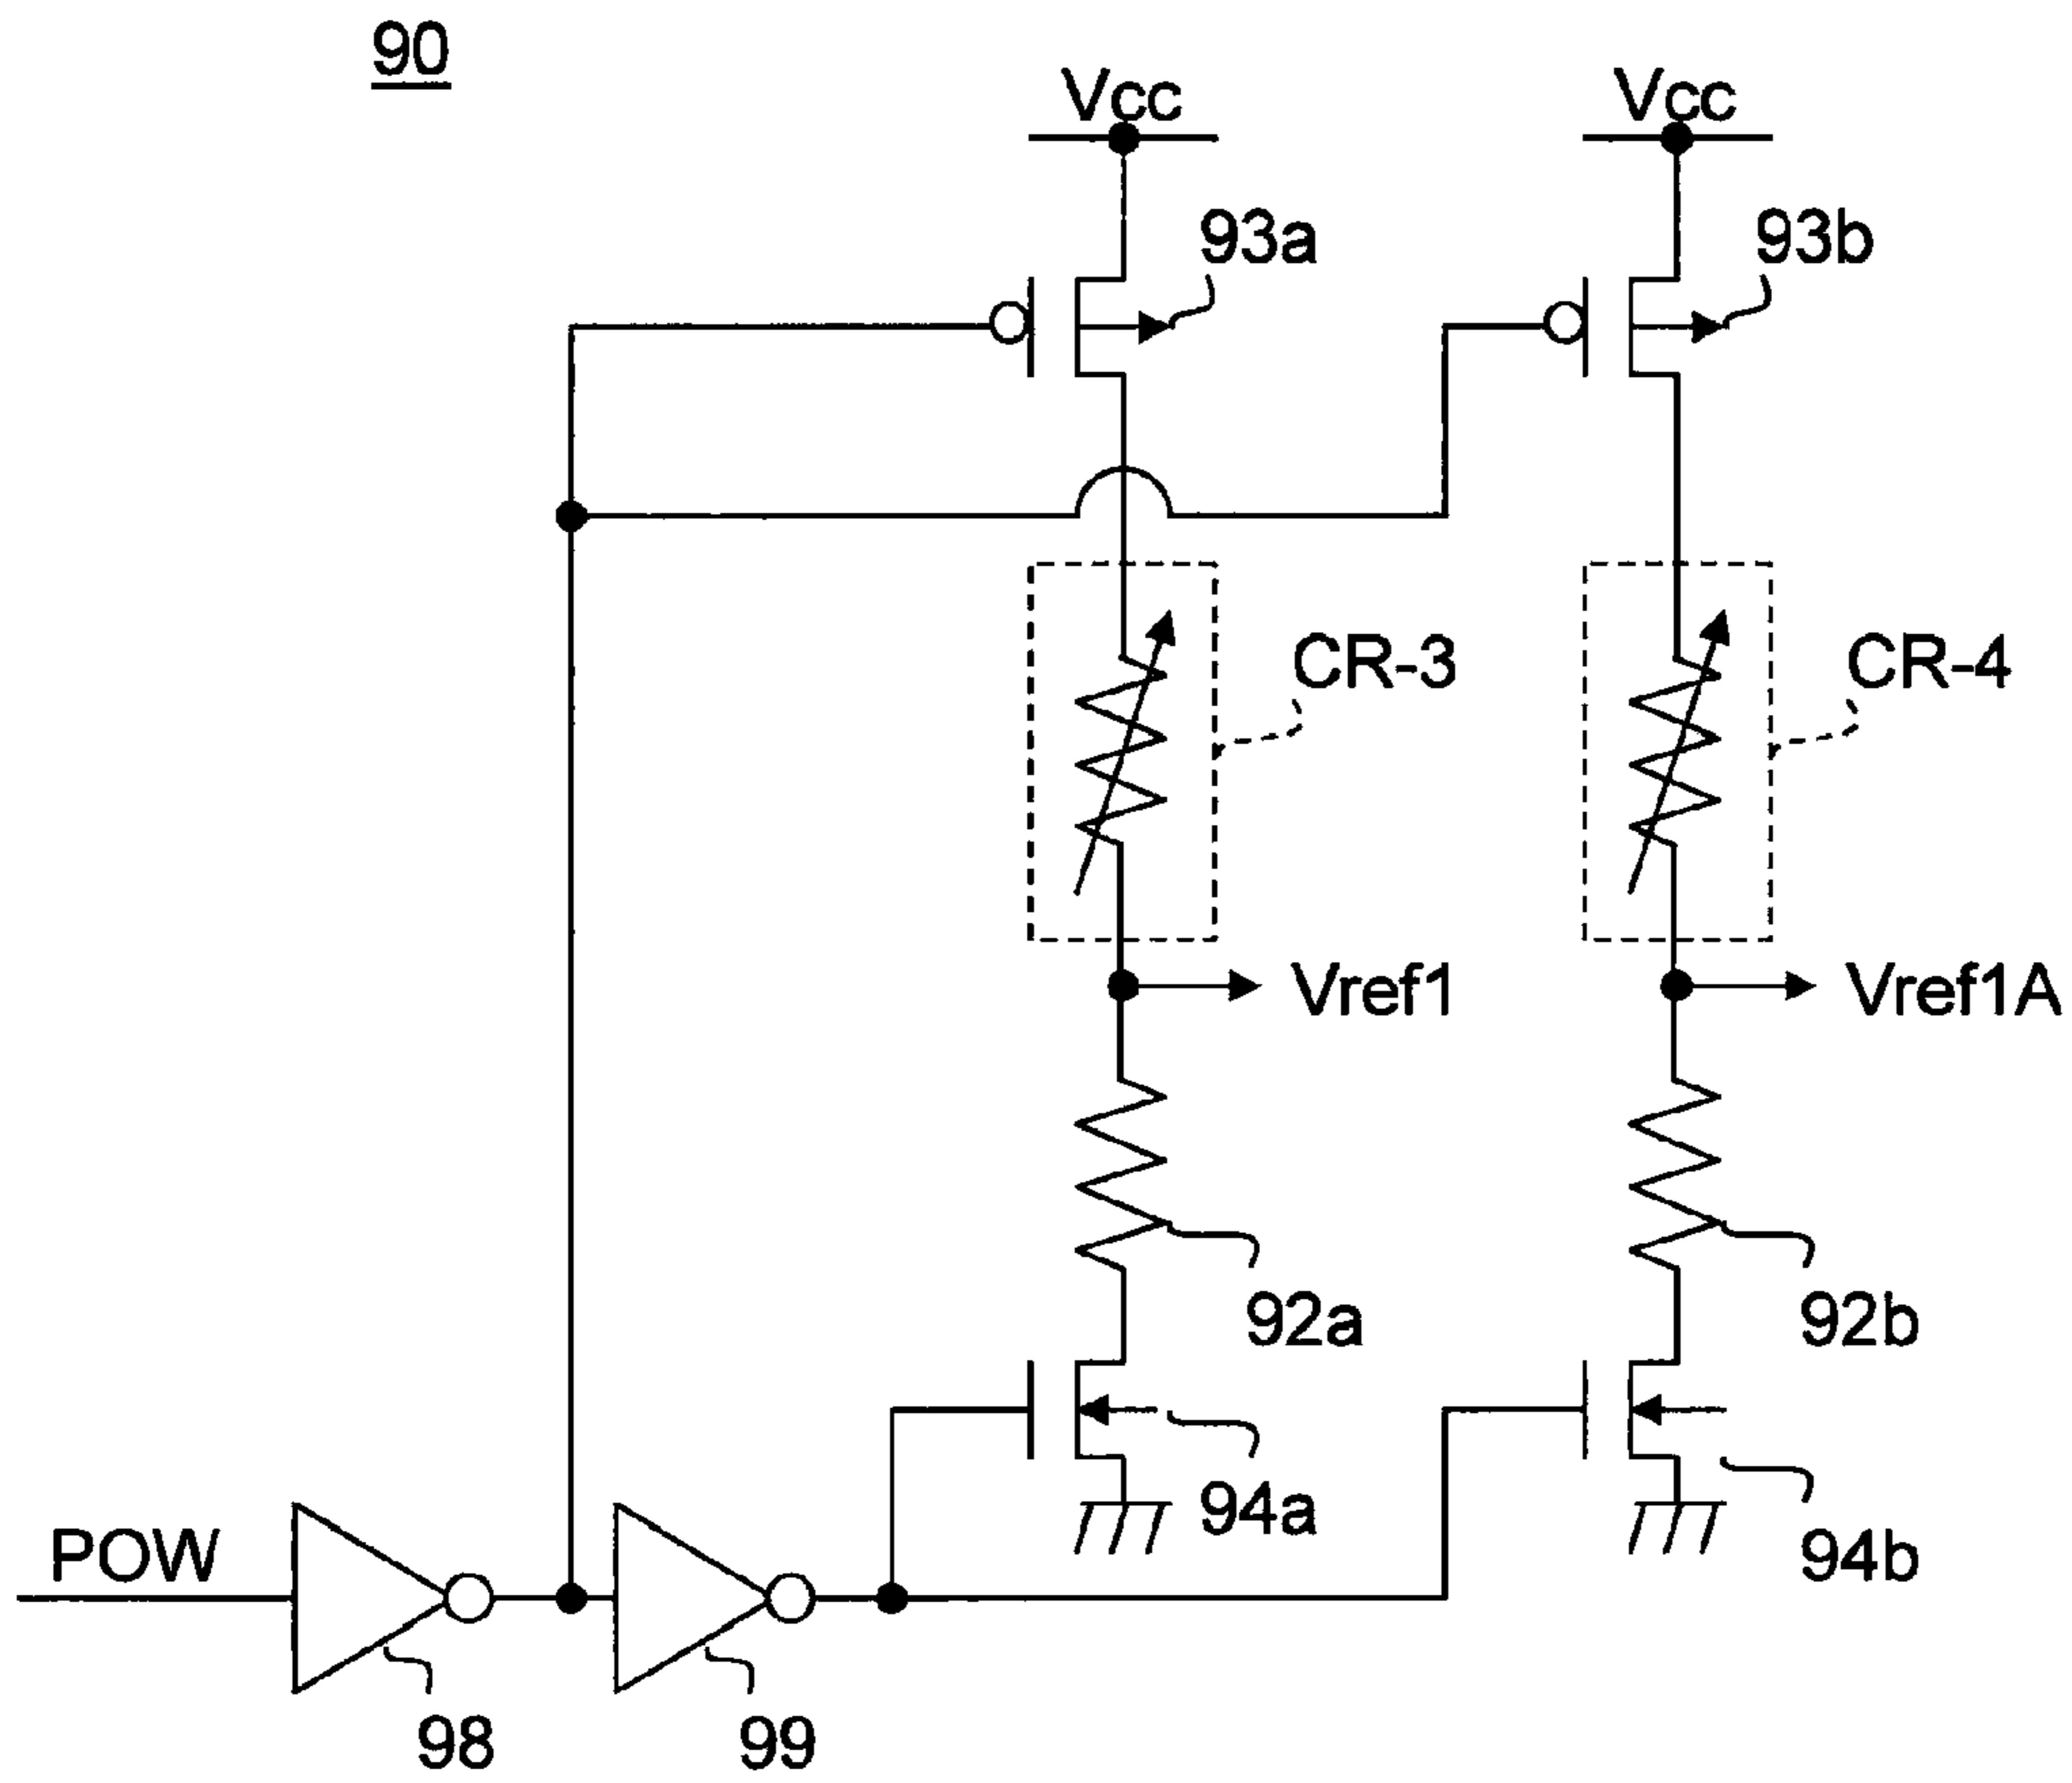 90
Vcc
Vcc
93a
93b
CR-3
CR-4
Vref1
Vref1A
92a
92b
94a
94b
POW
98
99